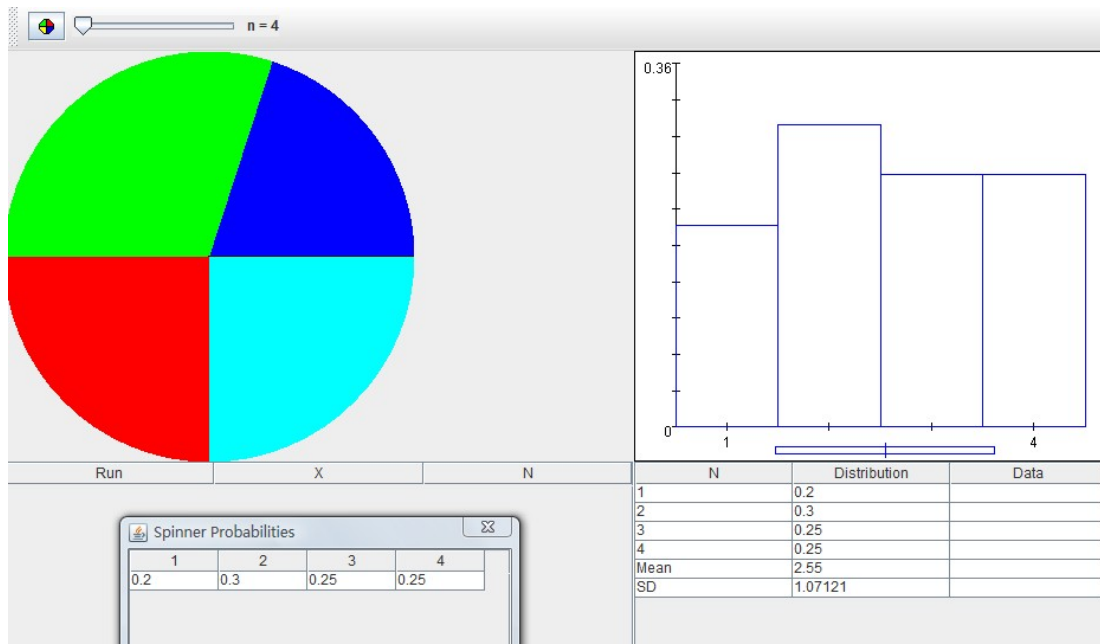 n = 4
0.36
0
1 4
Run X N
N Distribution Data
1 0.2
2 0.3
3 0.25
4 0.25
Mean 2.55
SD 1.07121
Spinner Probabilities
1 2 3 4
0.2 0.3 0.25 0.25